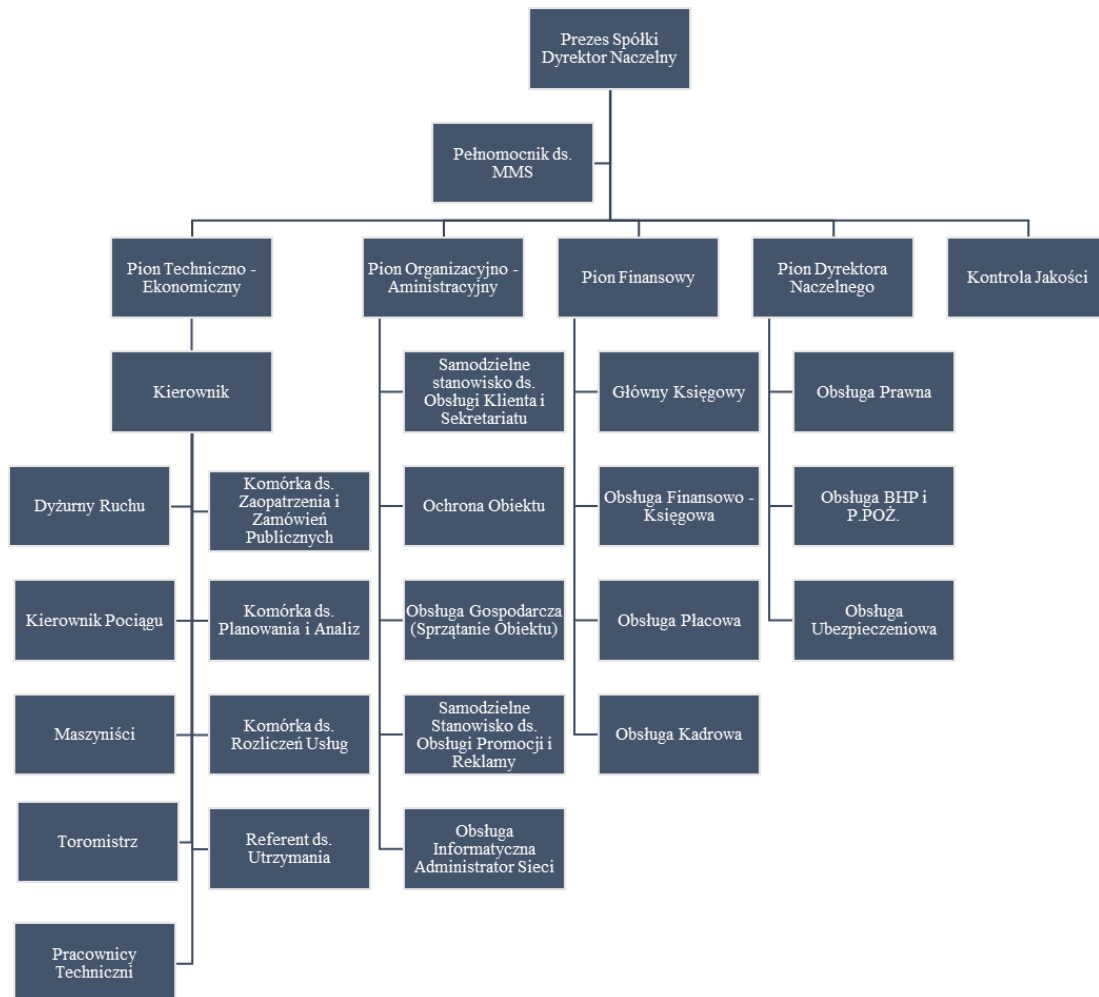 Prezes Spółki
Dyrektor Naczelny
Pełnomocnik ds.
MMS
Pion Techniczno -
Ekonomiczny
Pion Organizacyjno -
Aministracyjny
Pion Finansowy
Pion Dyrektora
Naczelnego
Kontrola Jakości
Kierownik
Dyżurny Ruchu
Kierownik Pociągu
Maszyniści
Toromistrz
Pracownicy
Techniczni
Komórka ds.
Zaopatrzenia i
Zamówień
Publicznych
Komórka ds.
Planowania i Analiz
Komórka ds.
Rozliczeń Usług
Referent ds.
Utrzymania
Samodzielne
stanowisko ds.
Obsługi Klienta i
Sekretariatu
Ochrona Obiektu
Obsługa Gospodarcza
(Sprzątanie Obiektu)
Samodzielne
Stanowisko ds.
Obsługi Promocji i
Reklamy
Obsługa
Informatyczna
Administrator Sieci
Główny Księgowy
Obsługa Finansowo -
Księgowa
Obsługa Płacowa
Obsługa Kadrowa
Obsługa Prawna
Obsługa BHP i
P.POŻ.
Obsługa
Ubezpieczeniowa